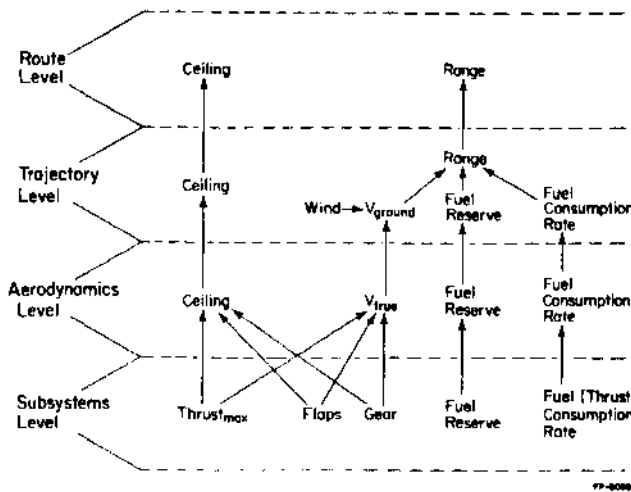 Route
Level
Ceiling
Range
Trajectory
Level
Range
Ceiling
Wind
Vground
Fuel
Reserve
Fuel
Consumption
Rate
Aerodynamics
Level
Ceiling
Vtrue
Fuel
Reserve
Fuel
Consumption
Rate
Subsystems
Level
Thrustmax
Flaps
Gear
Fuel
Reserve
Fuel (Thrust
Consumption
Rate